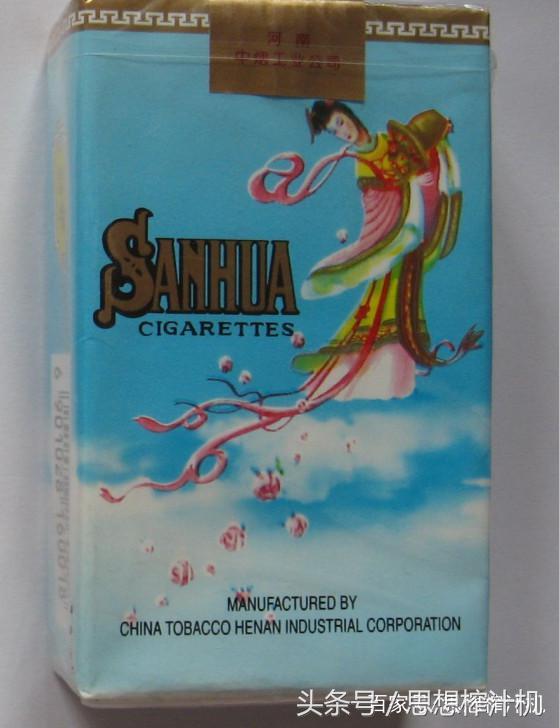 河南
中烟工业公司
SANHUA
CIGARETTES
MANUFACTURED BY
CHINA TOBACCO HENAN INDUSTRIAL CORPORATION
头条号 / 思想榨汁机
百家号